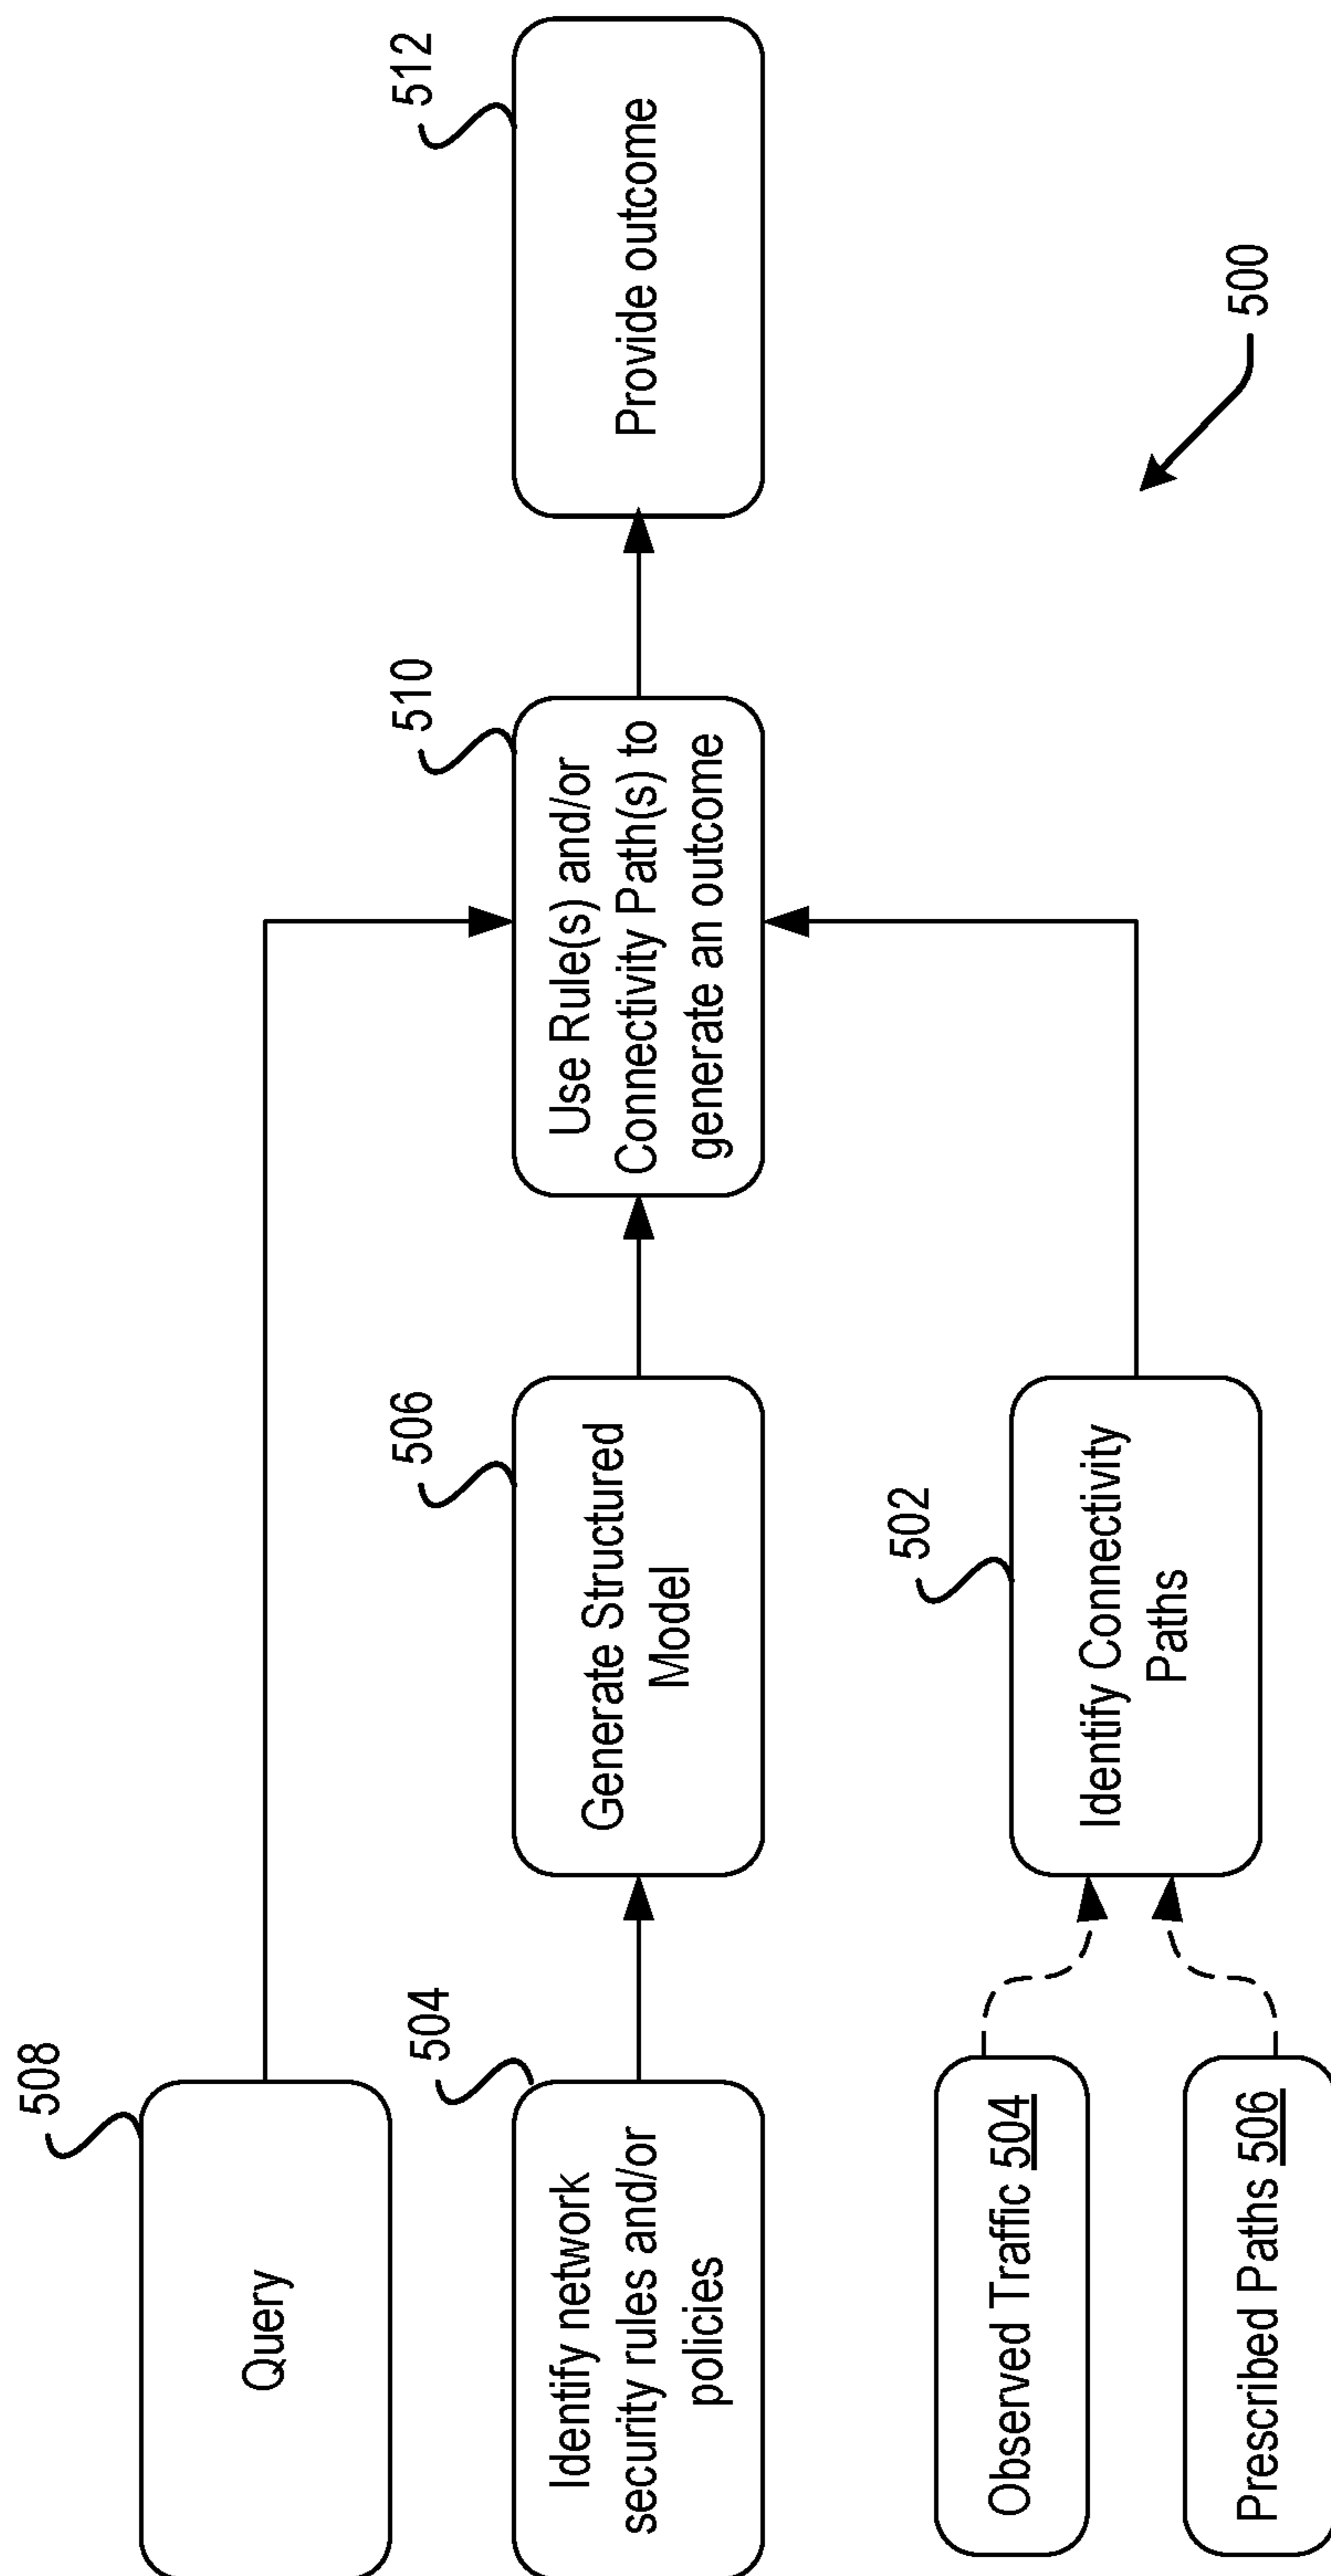 508
Query
504
Identify network
security rules and/or
policies
506
Generate Structured
Model
510
Use Rule(s) and/or
Connectivity Path(s) to
generate an outcome
512
Provide outcome
Observed Traffic 504
Prescribed Paths 506
502
Identify Connectivity
Paths
500